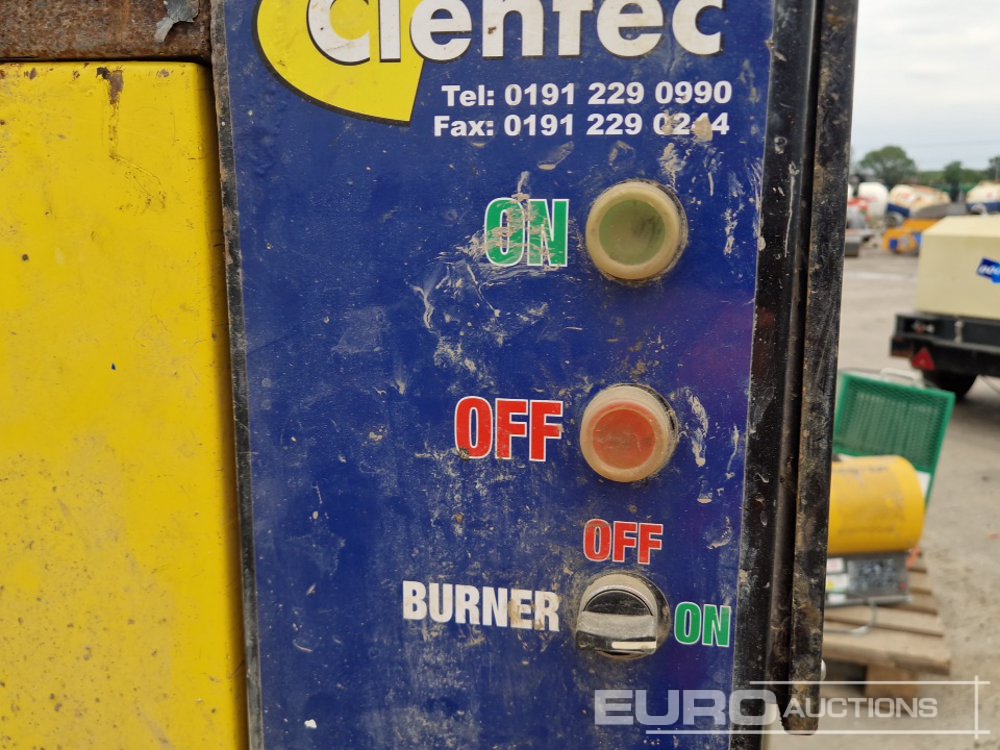 Clentec
Tel: 0191 229 0990
Fax: 0191 229 0244
ON
OFF
OFF
BURNER
ON
EURO AUCTIONS